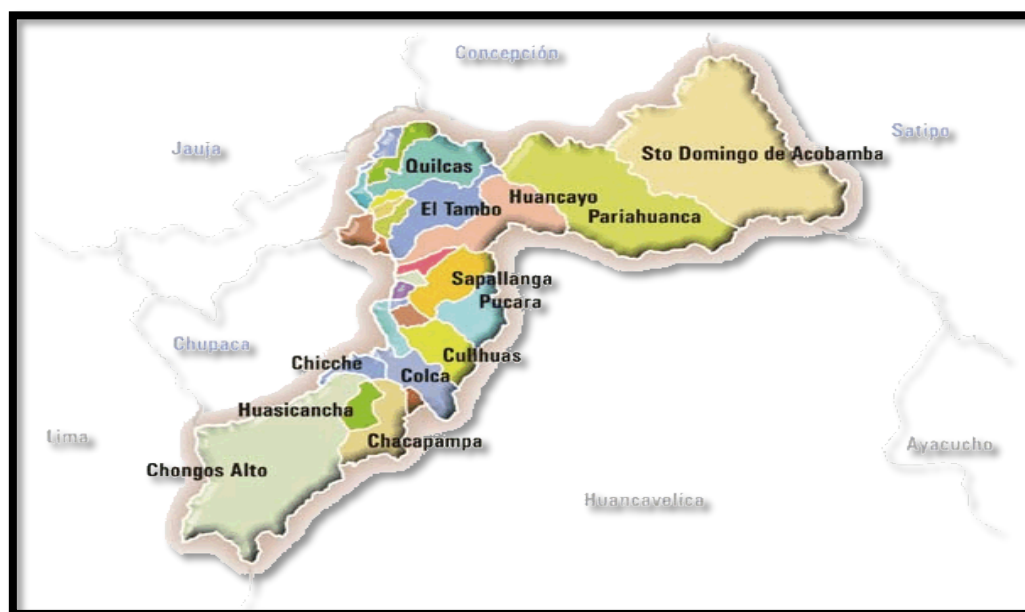 Concepción
Satipo
Jauja
Sto Domingo de Acobamba
Quilcas
Huancayo
El Tambo
Pariahuanca
Sapallanga
Pucara
Chupaca
Chicche
Cullhuas
Colca
Huasicancha
Lima
Chacapampa
Ayacucho
Chongos Alto
Huancavelica